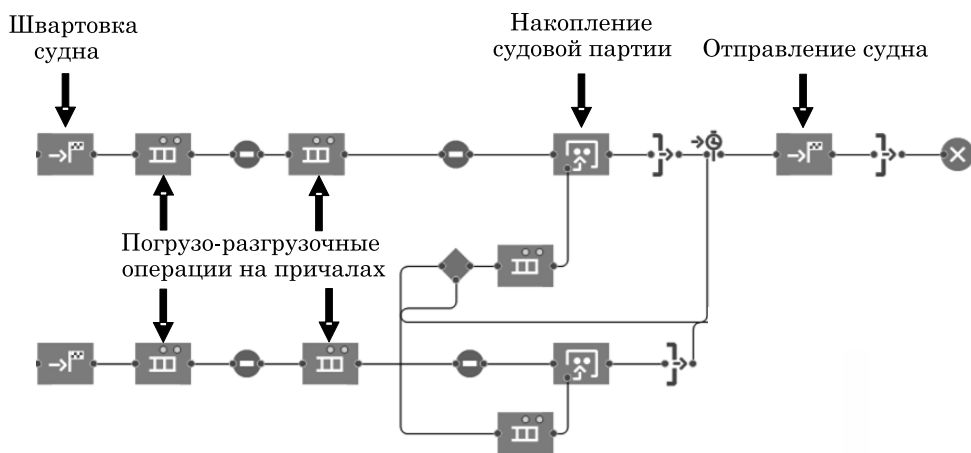 Швартовка
судна
Накопление
судовой партии
Отправление судна
Погрузо-разгрузочные
операции на причалах